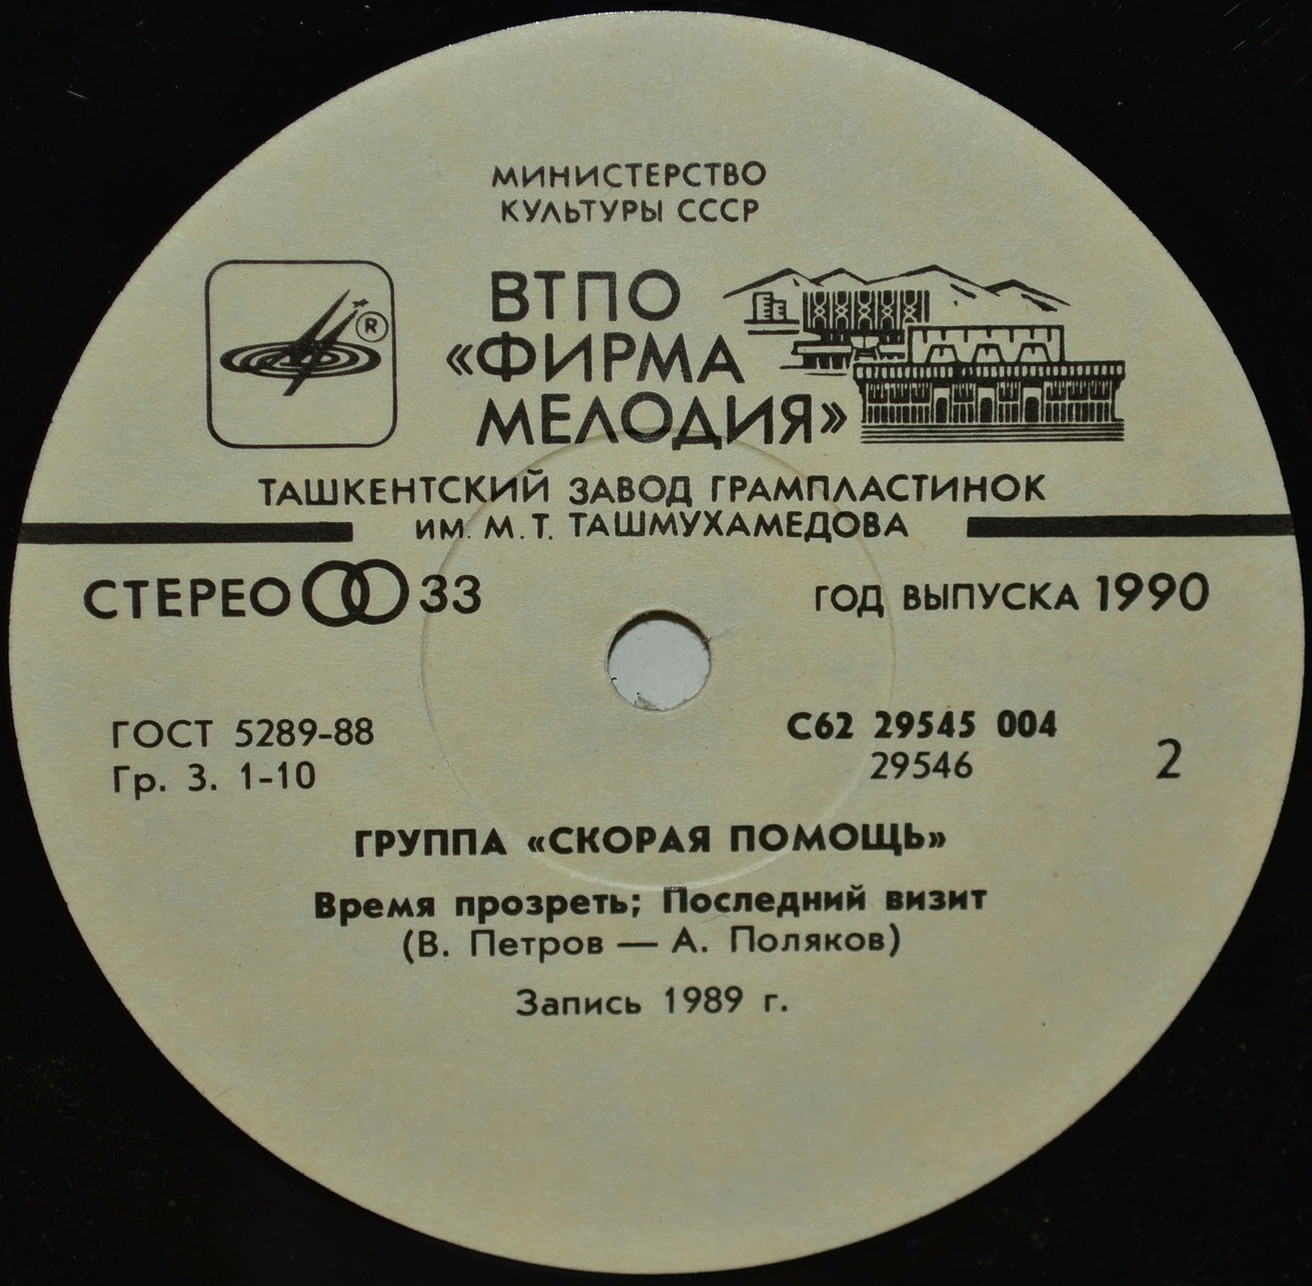 МИНИСТЕРСТВО
КУЛЬТУРЫ СССР
ВТПО
«ФИРМА
МЕЛОДИЯ»
®
ТАШКЕНТСКИЙ ЗАВОД ГРАМПЛАСТИНОК
ИМ. М.Т. ТАШМУХАМЕДОВА
СТЕРЕО 33
ГОД ВЫПУСКА 1990
ГОСТ 5289-88
Гр. 3. 1-10
С62 29545 004
29546
2
ГРУППА «СКОРАЯ ПОМОЩЬ»
Время прозреть; Последний визит
(В. Петров — А. Поляков)
Запись 1989 г.